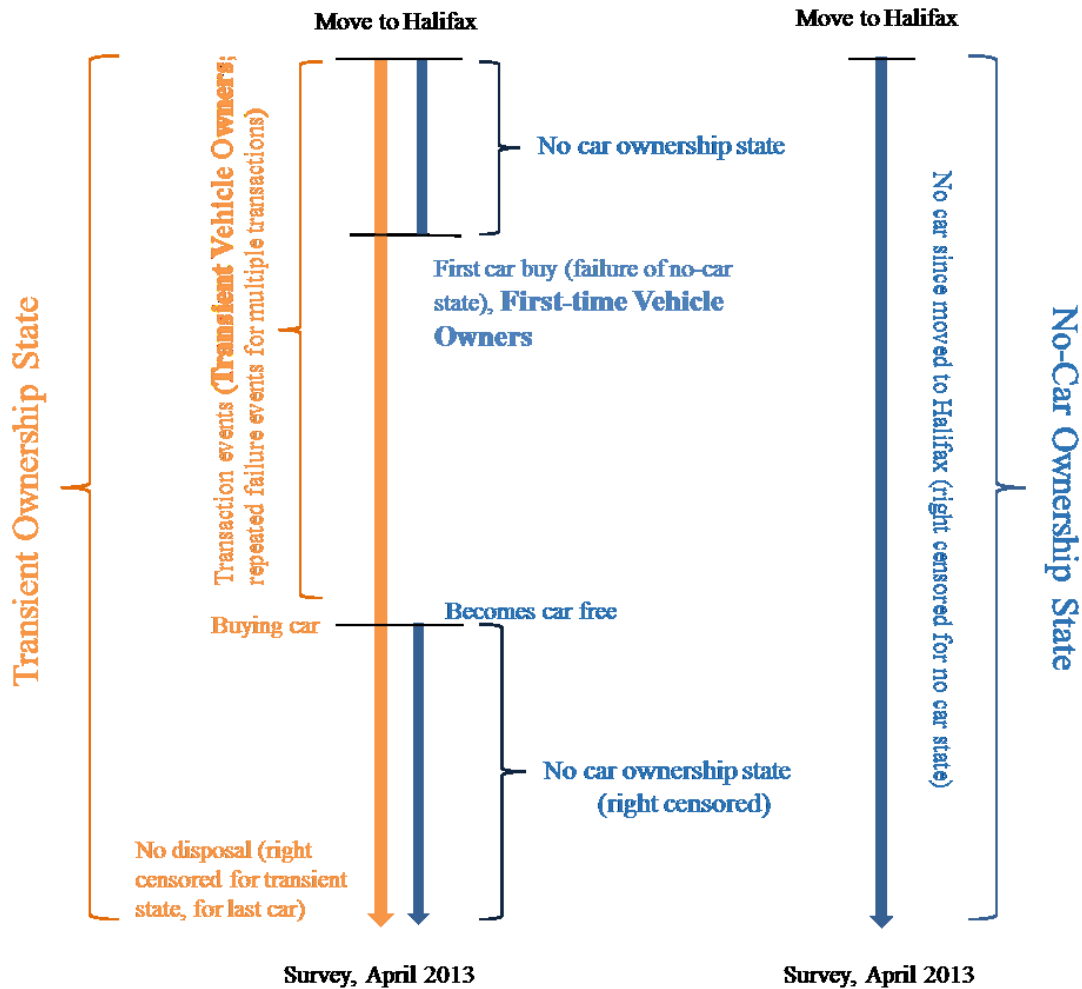 Move to Halifax
Move to Halifax
Transient Ownership State
Transaction events (Transient Vehicle Owners;
repeated failure events for multiple transactions)
No car ownership state
First car buy (failure of no-car
state), First-time Vehicle
Owners
Buying car
Becomes car free
No car ownership state
(right censored)
No disposal (right
censored for transient
state, for last car)
No car since moved to Halifax (right censored for no car state)
No-Car Ownership State
Survey, April 2013
Survey, April 2013